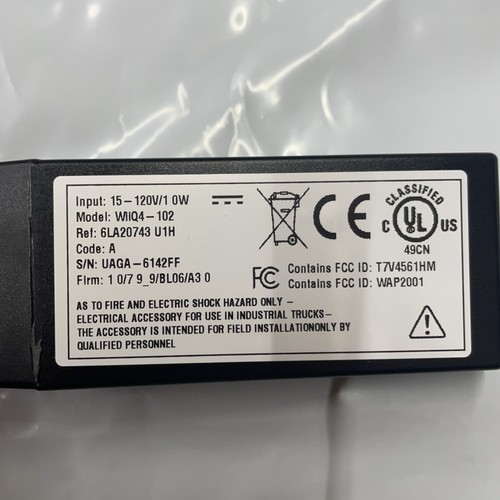 Input: 15-120V/1 0W
Model: WIIQ4-102
Ref: 6LA20743 U1H
Code: A
S/N: UAGA-6142FF
Firm: 1 0/7 9_9/BL06/A3 0
CE
CLASSIFIED
C UL US
49CN
FC Contains FCC ID: T7V4561HM
Contains FCC ID: WAP2001
AS TO FIRE AND ELECTRIC SHOCK HAZARD ONLY -
ELECTRICAL ACCESSORY FOR USE IN INDUSTRIAL TRUCKS-
THE ACCESSORY IS INTENDED FOR FIELD INSTALLATIONONLY BY
QUALIFIED PERSONNEL